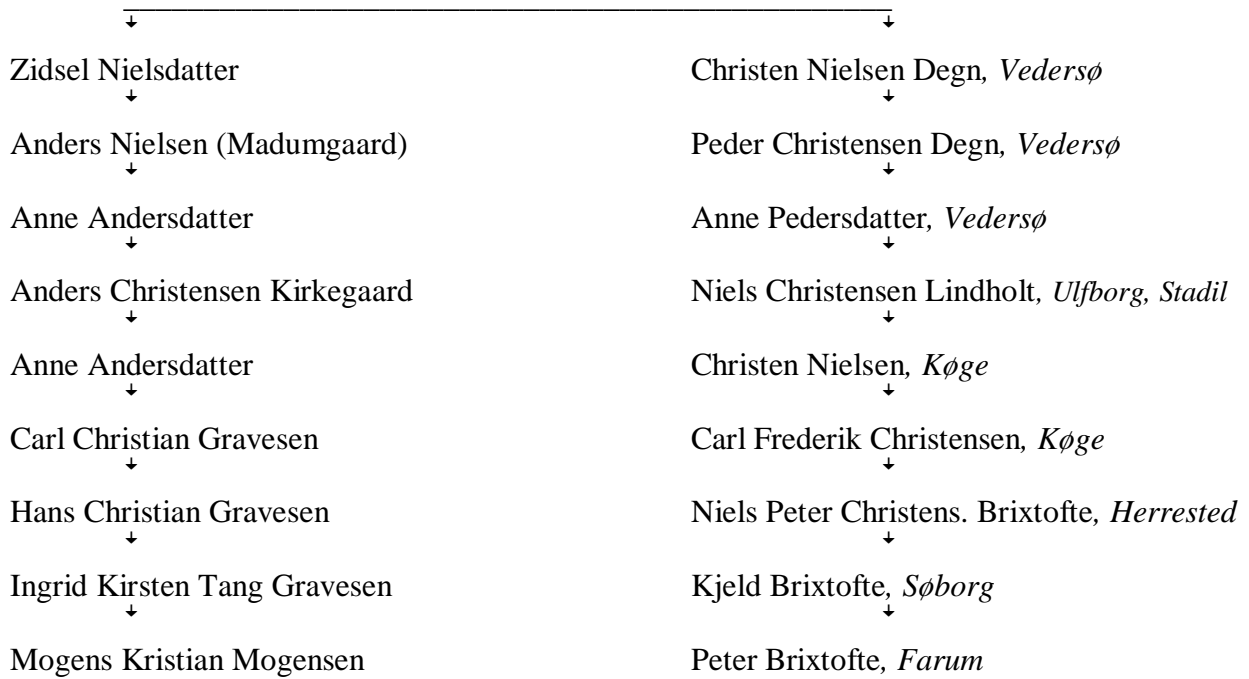 Zidsel Nielsdatter Christen Nielsen Degn, Vedersø
Anders Nielsen (Madumgaard) Peder Christensen Degn, Vedersø
Anne Andersdatter Anne Pedersdatter, Vedersø
Anders Christensen Kirkegaard Niels Christensen Lindholt, Ulfborg, Stadil
Anne Andersdatter Christen Nielsen, Køge
Carl Christian Gravesen Carl Frederik Christensen, Køge
Hans Christian Gravesen Niels Peter Christens. Brixtofte, Herrested
Ingrid Kirsten Tang Gravesen Kjeld Brixtofte, Søborg
Mogens Kristian Mogensen Peter Brixtofte, Farum